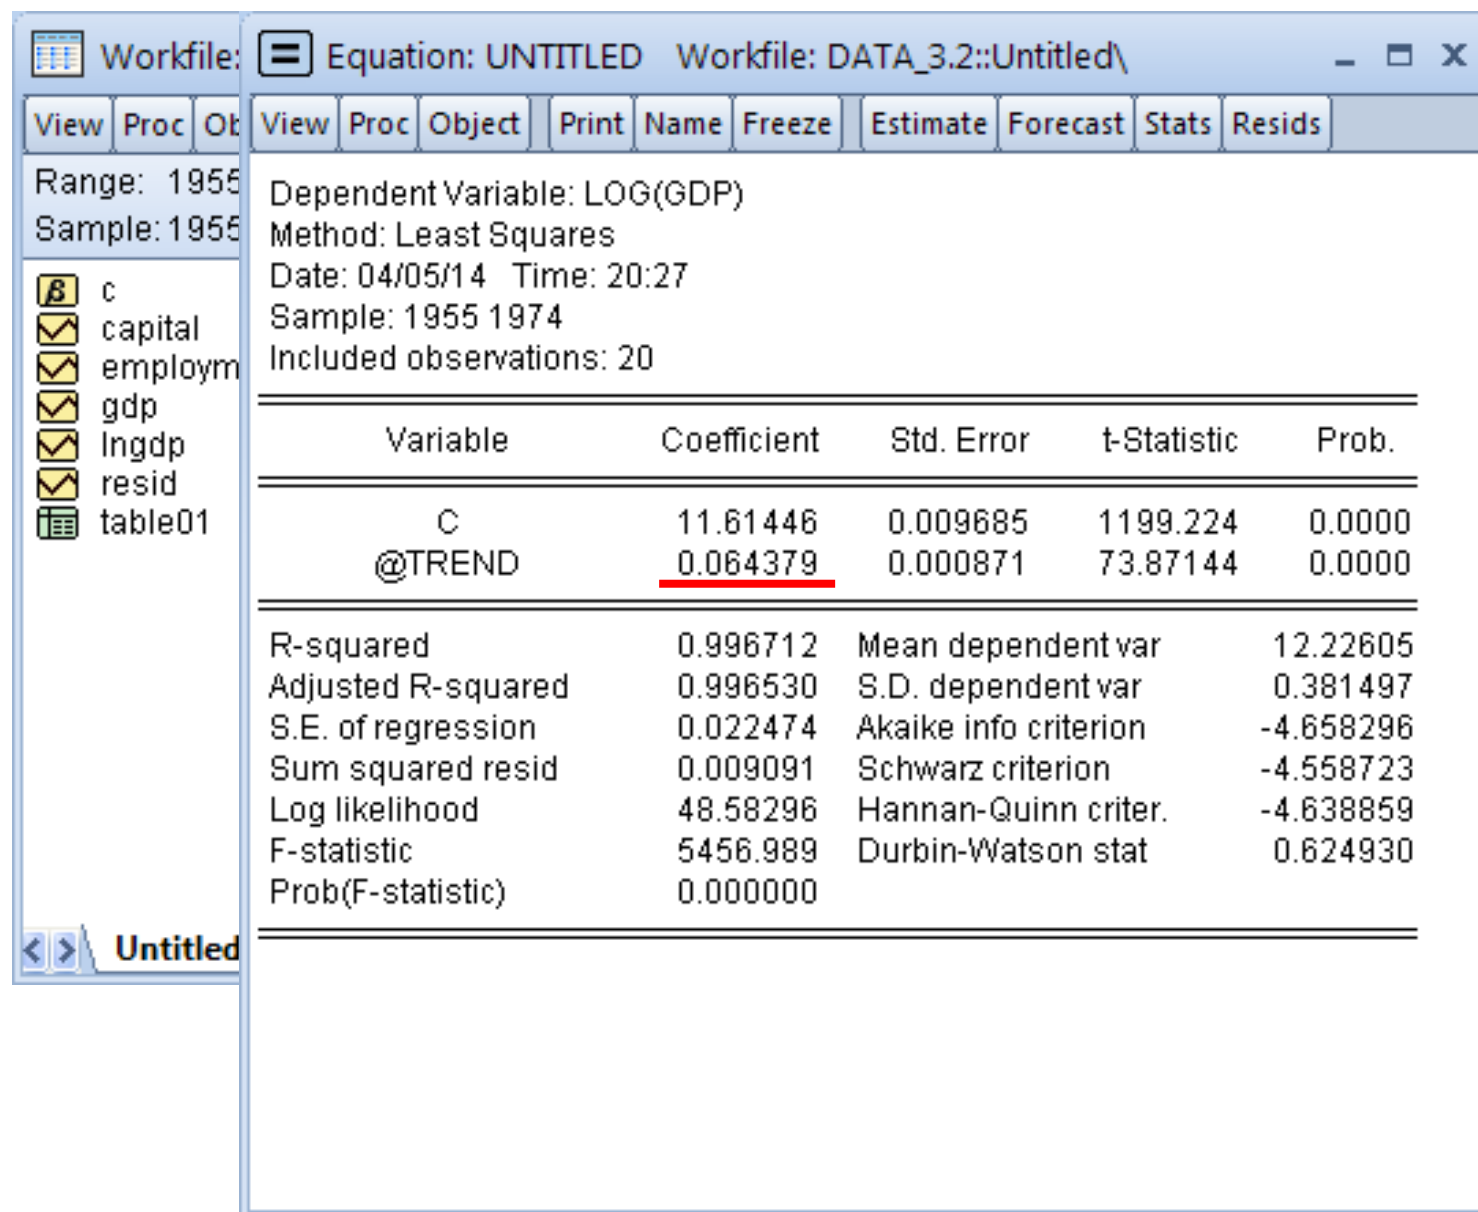 Workfile:
View Proc Ob
Range: 1955
Sample: 1955
c
capital
employm
gdp
lngdp
resid
table01
Untitled
Equation: UNTITLED Workfile: DATA_3.2::Untitled\
View Proc Object Print Name Freeze Estimate Forecast Stats Resids
Dependent Variable: LOG(GDP)
Method: Least Squares
Date: 04/05/14 Time: 20:27
Sample: 1955 1974
Included observations: 20
Variable Coefficient Std. Error t-Statistic Prob.
C 11.61446 0.009685 1199.224 0.0000
@TREND 0.064379 0.000871 73.87144 0.0000
R-squared 0.996712 Mean dependent var 12.22605
Adjusted R-squared 0.996530 S.D. dependent var 0.381497
S.E. of regression 0.022474 Akaike info criterion -4.658296
Sum squared resid 0.009091 Schwarz criterion -4.558723
Log likelihood 48.58296 Hannan-Quinn criter. -4.638859
F-statistic 5456.989 Durbin-Watson stat 0.624930
Prob(F-statistic) 0.000000